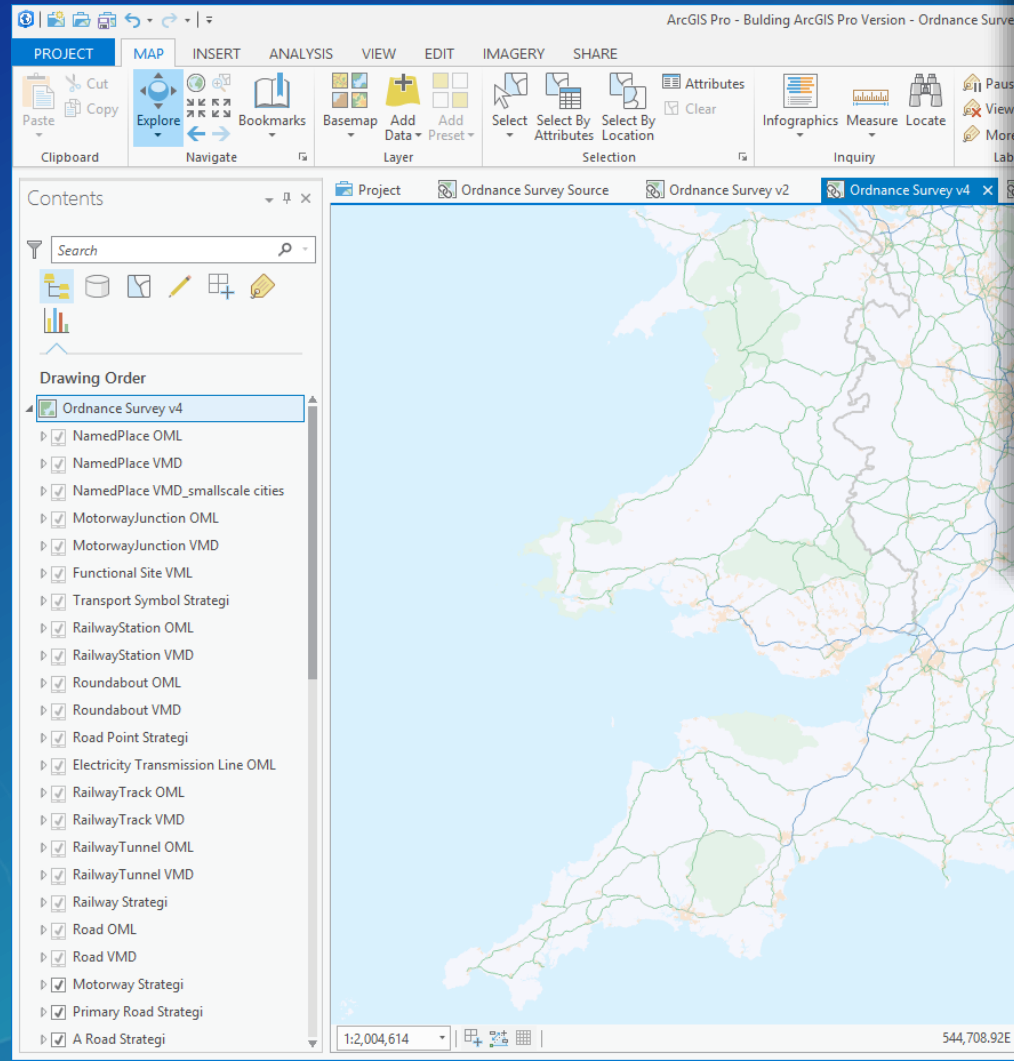 ArcGIS Pro - Bulding ArcGIS Pro Version - Ordnance Surve
PROJECT MAP INSERT ANALYSIS VIEW EDIT IMAGERY SHARE
Paste
Cut
Copy
Clipboard
Explore
Bookmarks
Navigate
Basemap
Add Data
Add Preset
Layer
Select
Select By Attributes
Select By Location
Attributes
Clear
Selection
Infographics
Measure
Locate
Inquiry
Paus
View
More
Lab
Contents
Search
Project
Ordnance Survey Source
Ordnance Survey v2
Ordnance Survey v4
Drawing Order
Ordnance Survey v4
NamedPlace OML
NamedPlace VMD
NamedPlace VMD_smallscale cities
MotorwayJunction OML
MotorwayJunction VMD
Functional Site VML
Transport Symbol Strategi
RailwayStation OML
RailwayStation VMD
Roundabout OML
Roundabout VMD
Road Point Strategi
Electricity Transmission Line OML
RailwayTrack OML
RailwayTrack VMD
RailwayTunnel OML
RailwayTunnel VMD
Railway Strategi
Road OML
Road VMD
Motorway Strategi
Primary Road Strategi
A Road Strategi
1:2,004,614
544,708.92E